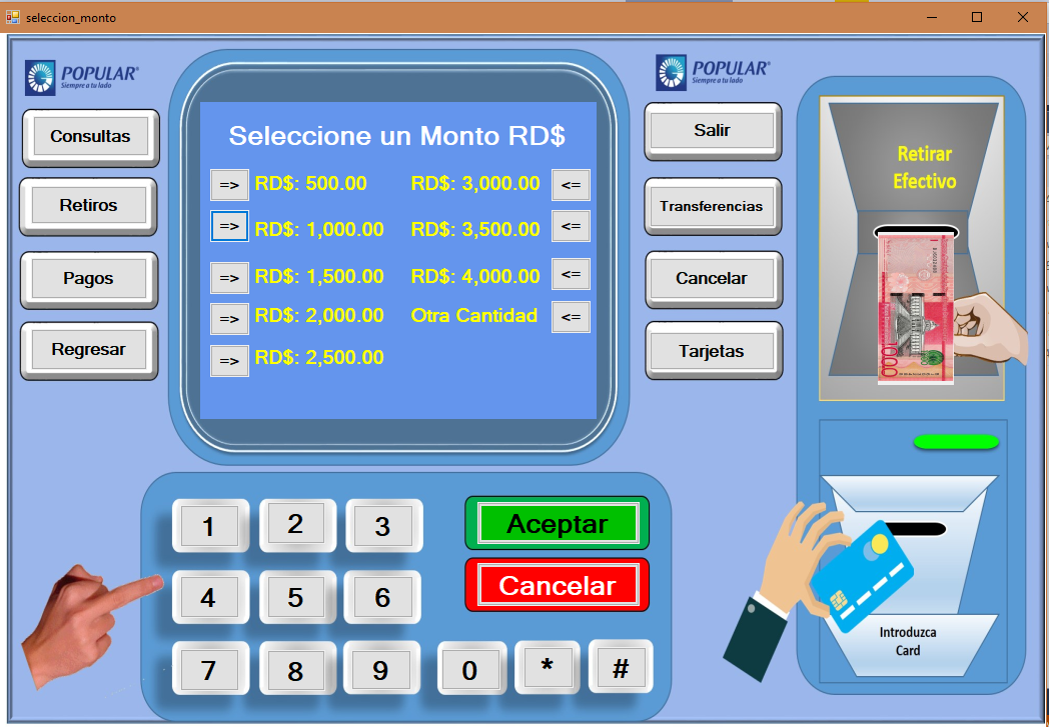 seleccion_monto
POPULAR®
Siempre a tu lado
Consultas
Retiros
Pagos
Regresar
Seleccione un Monto RD$
=> RD$: 500.00 RD$: 3,000.00 <=
=> RD$: 1,000.00 RD$: 3,500.00 <=
=> RD$: 1,500.00 RD$: 4,000.00 <=
=> RD$: 2,000.00 Otra Cantidad <=
=> RD$: 2,500.00
POPULAR®
Siempre a tu lado
Salir
Transferencias
Cancelar
Tarjetas
Retirar
Efectivo
1000
1 2 3
4 5 6
7 8 9 0 * #
Aceptar
Cancelar
Introduzca
Card